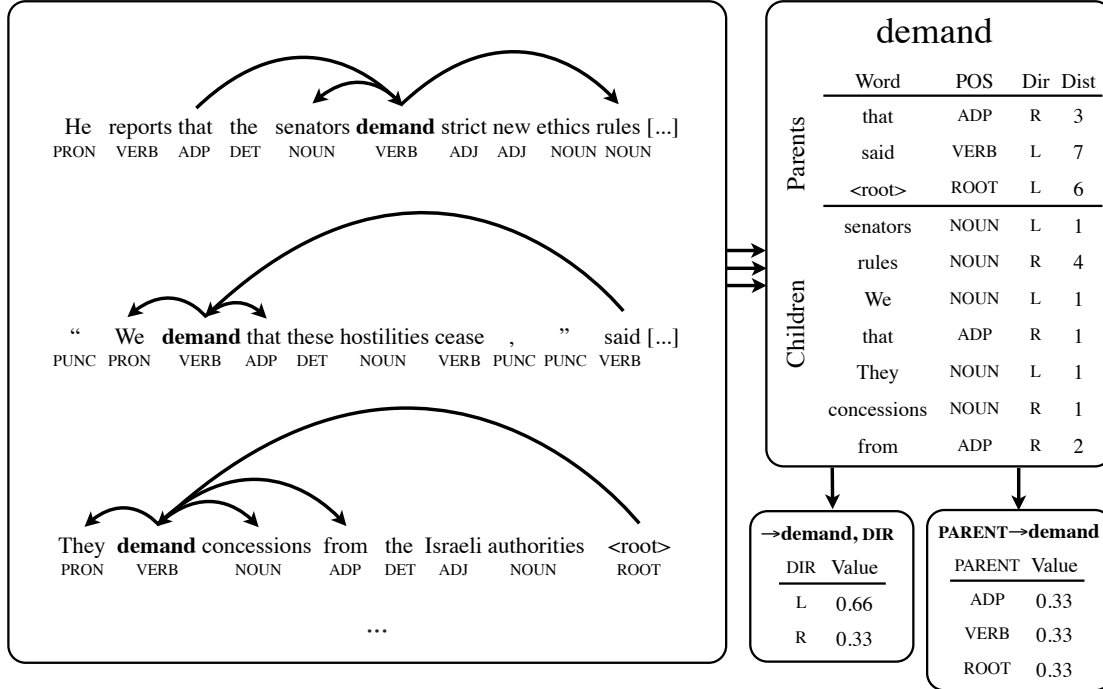 He reports that the senators demand strict new ethics rules [...]
PRON VERB ADP DET NOUN VERB ADJ ADJ NOUN NOUN
“ We demand that these hostilities cease , ” said [...]
PUNC PRON VERB ADP DET NOUN VERB PUNC PUNC VERB
They demand concessions from the Israeli authorities <root>
PRON VERB NOUN ADP DET ADJ NOUN ROOT
...
demand
Word POS Dir Dist
Parents
that ADP R 3
said VERB L 7
<root> ROOT L 6
Children
senators NOUN L 1
rules NOUN R 4
We NOUN L 1
that ADP R 1
They NOUN L 1
concessions NOUN R 1
from ADP R 2
→demand, DIR
DIR Value
L 0.66
R 0.33
PARENT→demand
PARENT Value
ADP 0.33
VERB 0.33
ROOT 0.33